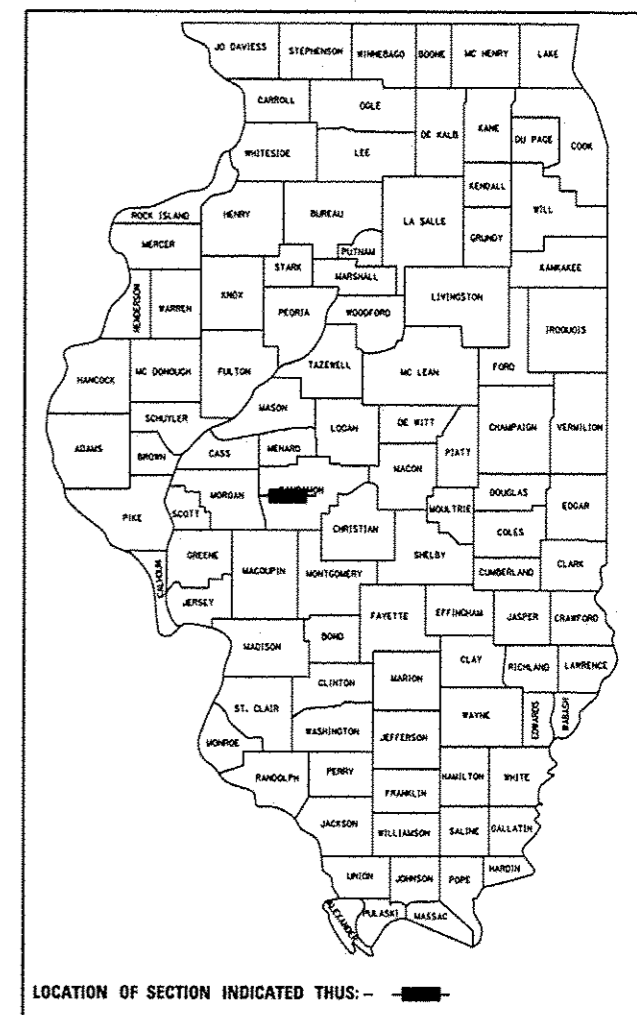 JO DAVIESS STEPHENSON WINNEBAGO BOONE MC HENRY LAKE
CARROLL OGLE DE KALB KANE DU PAGE COOK
WHITESIDE LEE
KENDALL WILL
ROCK ISLAND HENRY BUREAU LA SALLE
MERCER PUTNAM GRUNDY
STARK MARSHALL KANKAKEE
HENDERSON WARREN KNOX PEORIA WOODFORD LIVINGSTON IROQUOIS
HANCOCK MC DONOUGH FULTON TAZEWELL MC LEAN FORD
SCHUYLER MASON LOGAN DE WITT CHAMPAIGN VERMILION
ADAMS BROWN CASS MENARD MACON PIATT
PIKE SCOTT MORGAN MOULTRIE DOUGLAS EDGAR
CHRISTIAN COLES
GREENE MACOUPIN MONTGOMERY SHELBY CUMBERLAND CLARK
CALHOUN JERSEY
FAYETTE EFFINGHAM JASPER CRAWFORD
MADISON BOND
CLAY RICHLAND LAWRENCE
CLINTON MARION
ST. CLAIR WAYNE EDWARDS WABASH
MONROE WASHINGTON JEFFERSON
RANDOLPH PERRY HAMILTON WHITE
FRANKLIN
JACKSON WILLIAMSON SALINE GALLATIN
UNION JOHNSON POPE HARDIN
ALEXANDER PULASKI MASSAC
LOCATION OF SECTION INDICATED THUS: -